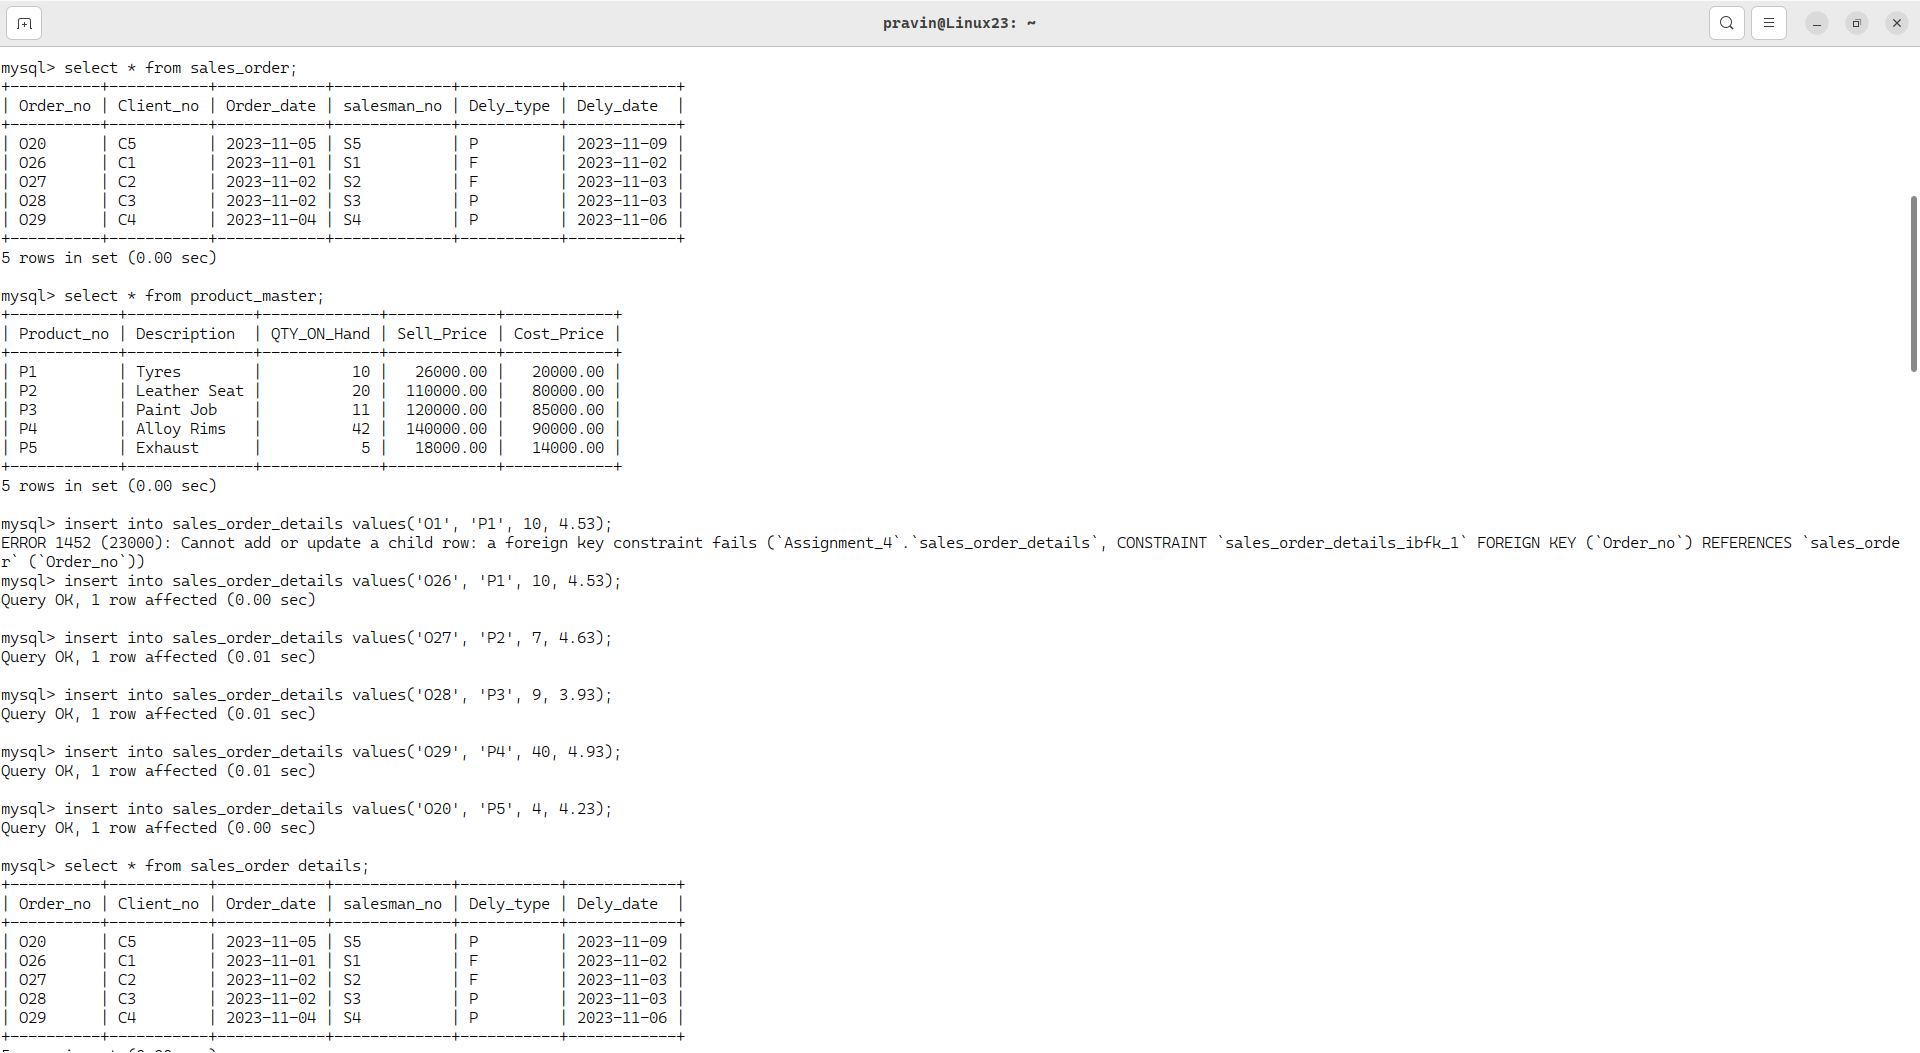 pravin@Linux23: ~
mysql> select * from sales_order;
+----------+-----------+------------+-------------+-----------+------------+
| Order_no | Client_no | Order_date | salesman_no | Dely_type | Dely_date  |
+----------+-----------+------------+-------------+-----------+------------+
| O20      | C5        | 2023-11-05 | S5          | P         | 2023-11-09 |
| O26      | C1        | 2023-11-01 | S1          | F         | 2023-11-02 |
| O27      | C2        | 2023-11-02 | S2          | F         | 2023-11-03 |
| O28      | C3        | 2023-11-02 | S3          | P         | 2023-11-03 |
| O29      | C4        | 2023-11-04 | S4          | P         | 2023-11-06 |
+----------+-----------+------------+-------------+-----------+------------+
5 rows in set (0.00 sec)
mysql> select * from product_master;
+------------+--------------+-------------+------------+------------+
| Product_no | Description  | QTY_ON_Hand | Sell_Price | Cost_Price |
+------------+--------------+-------------+------------+------------+
| P1         | Tyres        |          10 |   26000.00 |   20000.00 |
| P2         | Leather Seat |          20 |  110000.00 |   80000.00 |
| P3         | Paint Job    |          11 |  120000.00 |   85000.00 |
| P4         | Alloy Rims   |          42 |  140000.00 |   90000.00 |
| P5         | Exhaust      |           5 |   18000.00 |   14000.00 |
+------------+--------------+-------------+------------+------------+
5 rows in set (0.00 sec)
mysql> insert into sales_order_details values('O1', 'P1', 10, 4.53);
ERROR 1452 (23000): Cannot add or update a child row: a foreign key constraint fails (`Assignment_4`.`sales_order_details`, CONSTRAINT `sales_order_details_ibfk_1` FOREIGN KEY (`Order_no`) REFERENCES `sales_orde
r` (`Order_no`))
mysql> insert into sales_order_details values('O26', 'P1', 10, 4.53);
Query OK, 1 row affected (0.00 sec)
mysql> insert into sales_order_details values('O27', 'P2', 7, 4.63);
Query OK, 1 row affected (0.01 sec)
mysql> insert into sales_order_details values('O28', 'P3', 9, 3.93);
Query OK, 1 row affected (0.01 sec)
mysql> insert into sales_order_details values('O29', 'P4', 40, 4.93);
Query OK, 1 row affected (0.01 sec)
mysql> insert into sales_order_details values('O20', 'P5', 4, 4.23);
Query OK, 1 row affected (0.00 sec)
mysql> select * from sales_order details;
+----------+-----------+------------+-------------+-----------+------------+
| Order_no | Client_no | Order_date | salesman_no | Dely_type | Dely_date  |
+----------+-----------+------------+-------------+-----------+------------+
| O20      | C5        | 2023-11-05 | S5          | P         | 2023-11-09 |
| O26      | C1        | 2023-11-01 | S1          | F         | 2023-11-02 |
| O27      | C2        | 2023-11-02 | S2          | F         | 2023-11-03 |
| O28      | C3        | 2023-11-02 | S3          | P         | 2023-11-03 |
| O29      | C4        | 2023-11-04 | S4          | P         | 2023-11-06 |
+----------+-----------+------------+-------------+-----------+------------+